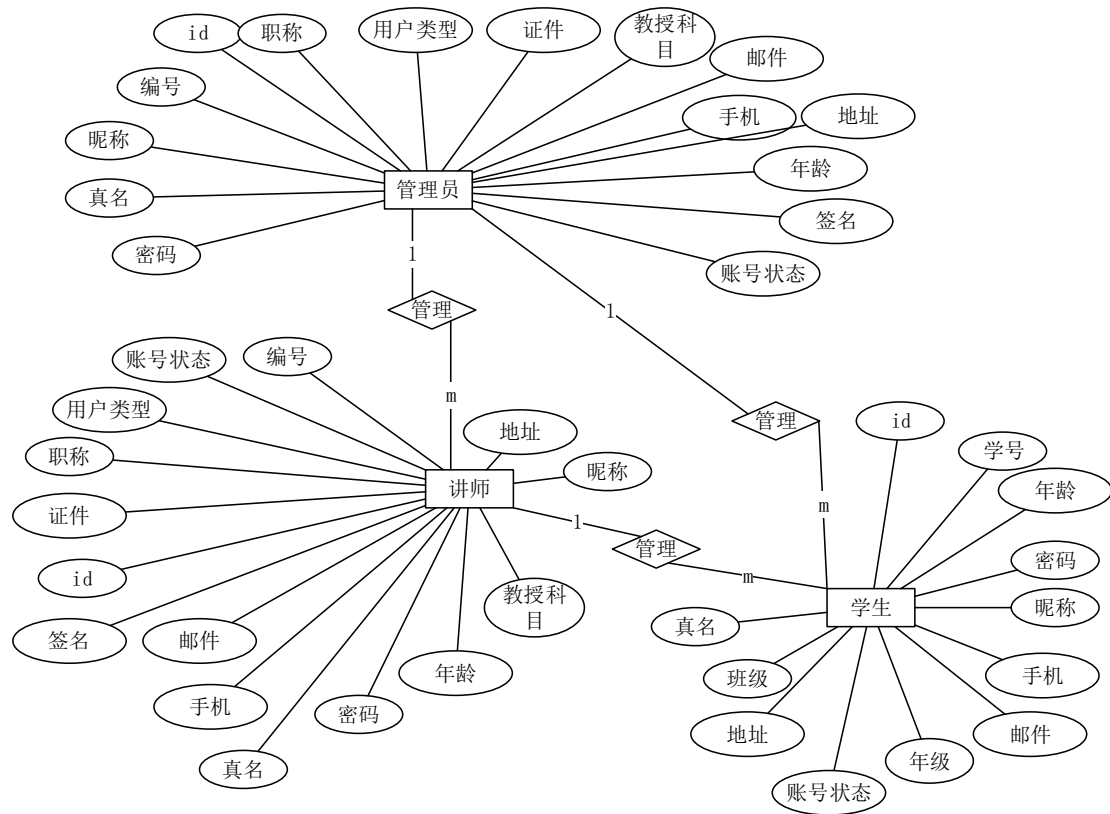 id
职称
用户类型
证件
教授科
目
邮件
编号
手机
地址
昵称
年龄
真名
管理员
签名
密码
1
账号状态
管理
1
账号状态
编号
用户类型
m
地址
管理
id
职称
昵称
学号
讲师
年龄
证件
m
1
管理
密码
id
m
教授科
目
学生
昵称
真名
签名
邮件
年龄
班级
手机
手机
密码
地址
邮件
真名
年级
账号状态